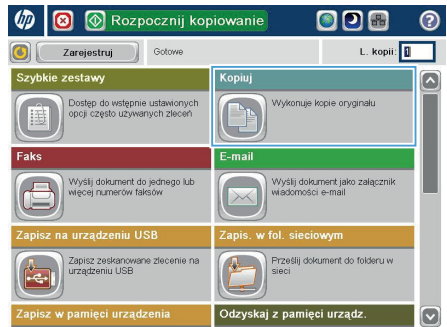 hp
Rozpocznij kopiowanie
?
Zarejestruj
Gotowe
L. kopii: 1
Szybkie zestawy
Dostęp do wstępnie ustawionych
opcji często używanych zleceń
Kopiuj
Wykonuje kopie oryginału
Faks
Wyślij dokument do jednego lub
więcej numerów faksów
E-mail
Wyślij dokument jako załącznik
wiadomości e-mail
Zapisz na urządzeniu USB
Zapisz zeskanowane zlecenie na
urządzeniu USB
Zapis. w fol. sieciowym
Prześlij dokument do folderu w
sieci
Zapisz w pamięci urządzenia
Odzyskaj z pamięci urządz.